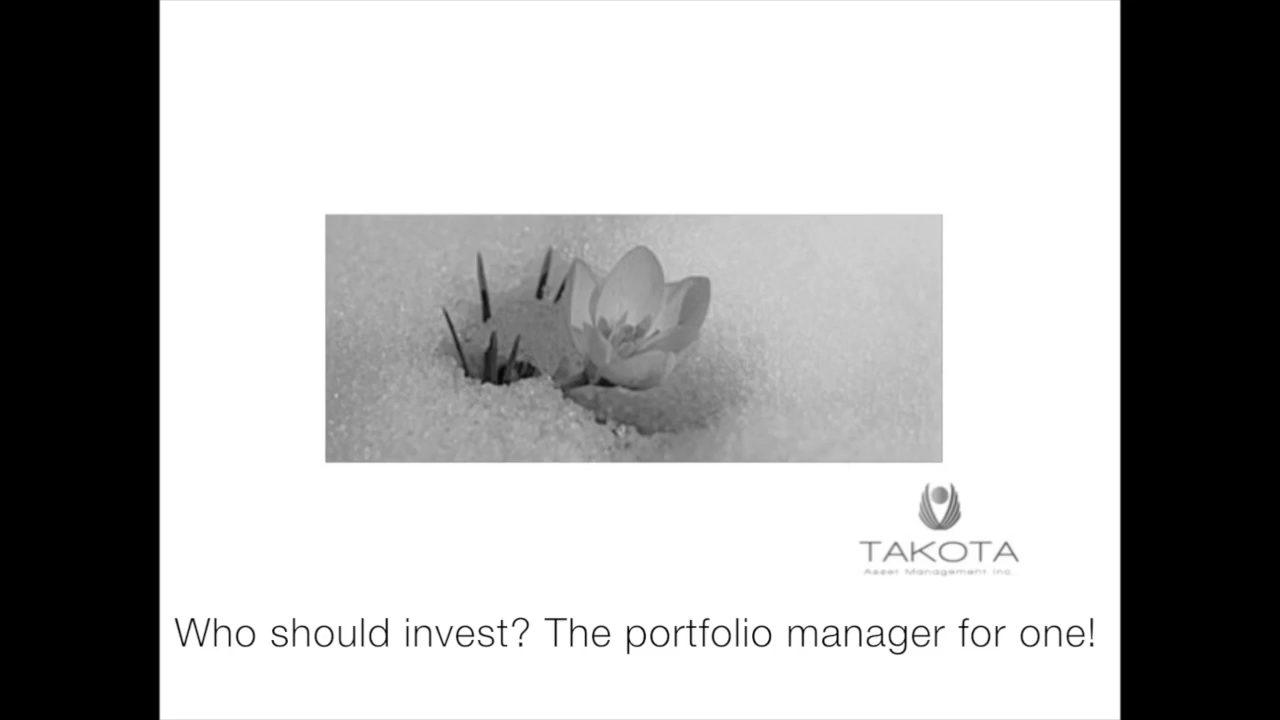 TAKOTA
Asset Management Inc.
Who should invest? The portfolio manager for one!